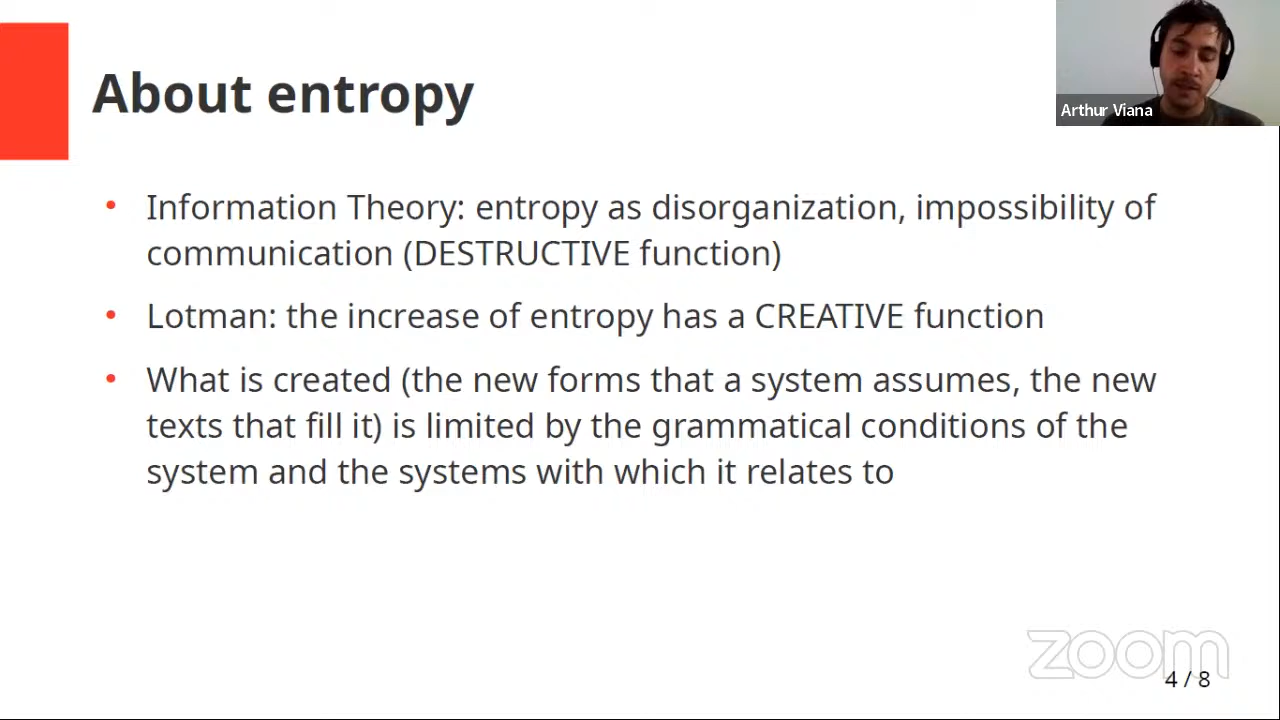 About entropy
Arthur Viana
• Information Theory: entropy as disorganization, impossibility of
communication (DESTRUCTIVE function)
• Lotman: the increase of entropy has a CREATIVE function
• What is created (the new forms that a system assumes, the new
texts that fill it) is limited by the grammatical conditions of the
system and the systems with which it relates to
zoom
4 / 8